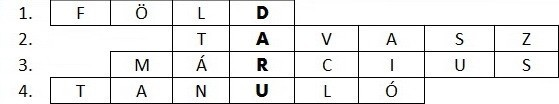 1. F Ö L D
2. T A V A S Z
3. M Á R C I U S
4. T A N U L Ó